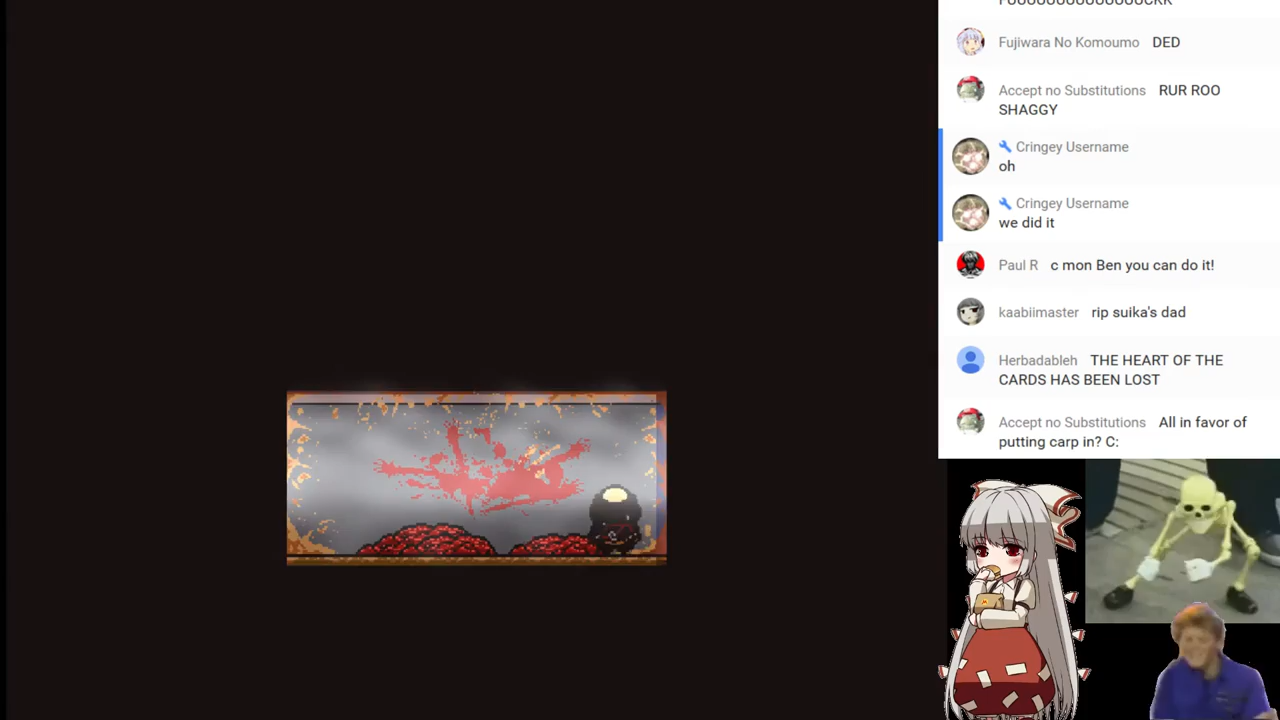 Fujiwara No Komoumo DED
Accept no Substitutions RUR ROO
SHAGGY
Cringey Username
oh
Cringey Username
we did it
Paul R c mon Ben you can do it!
kaabiimaster rip suika's dad
Herbadableh THE HEART OF THE
CARDS HAS BEEN LOST
Accept no Substitutions All in favor of
putting carp in? C: